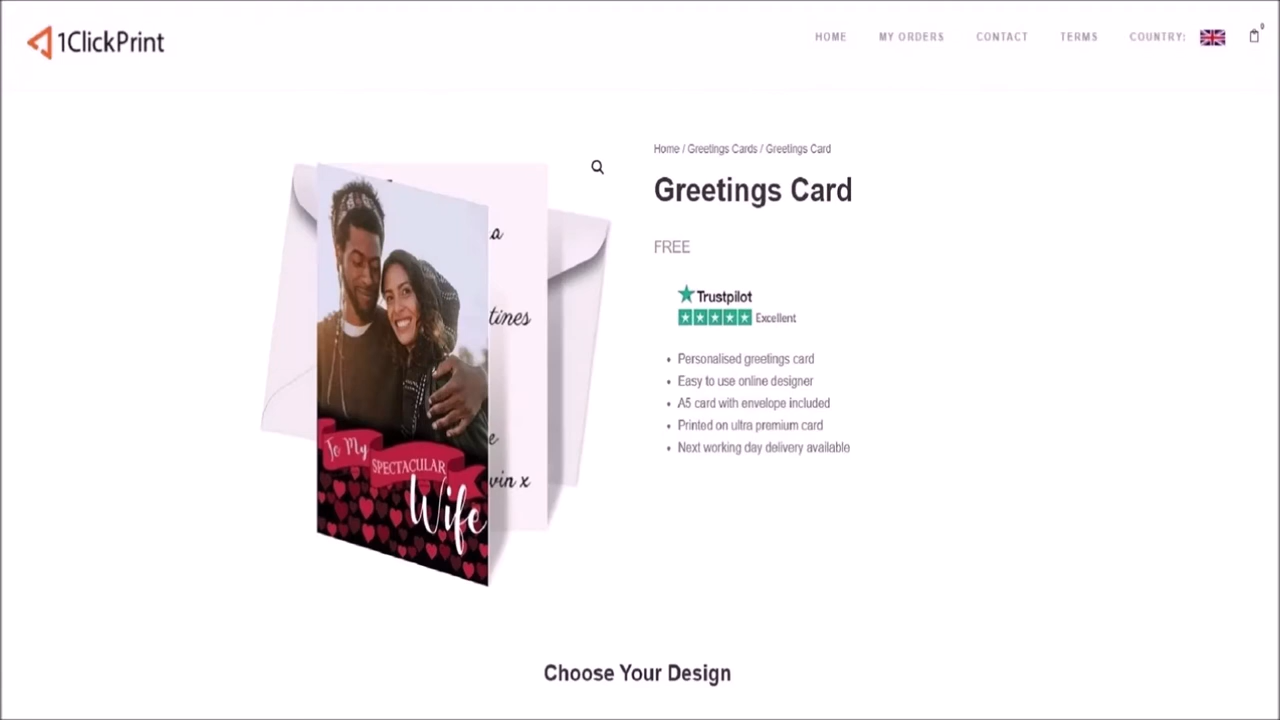 1ClickPrint
HOME MY ORDERS CONTACT TERMS COUNTRY: 0
Home / Greetings Cards / Greetings Card
Greetings Card
FREE
Trustpilot
Excellent
• Personalised greetings card
• Easy to use online designer
• A5 card with envelope included
• Printed on ultra premium card
• Next working day delivery available
a
tines
e
vin x
To My
SPECTACULAR
Wife
Choose Your Design